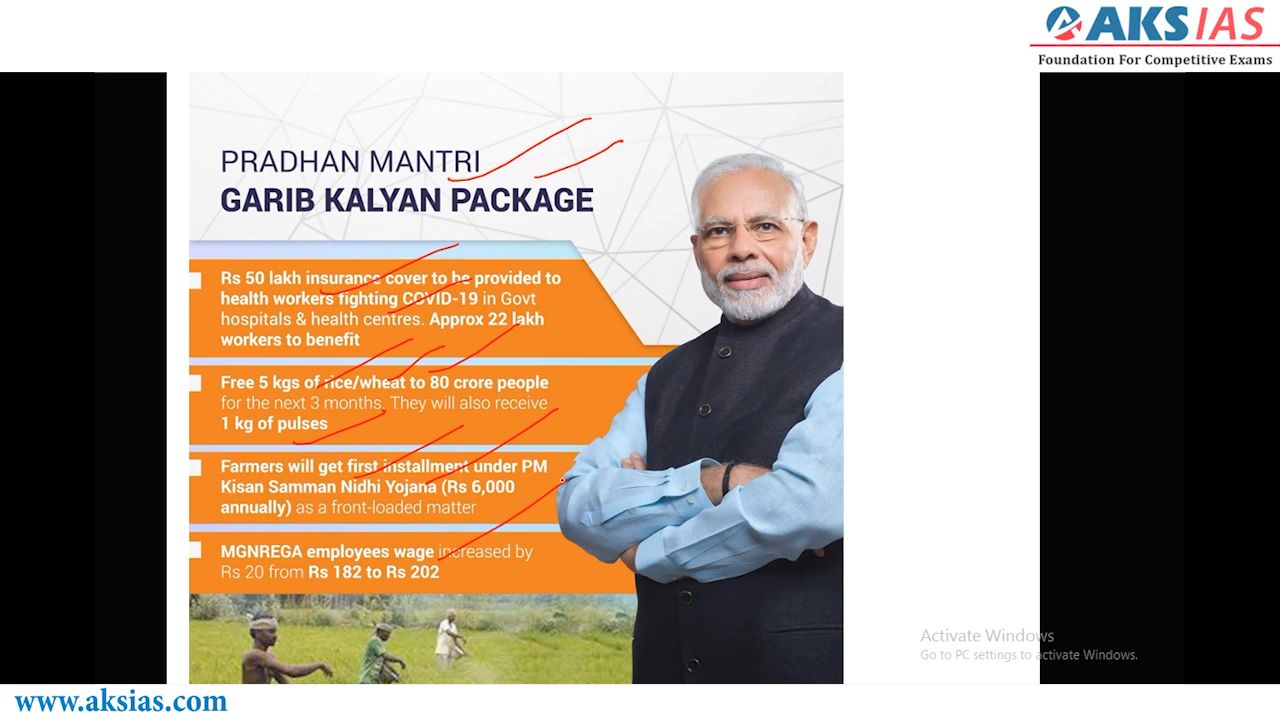 AKS IAS
Foundation For Competitive Exams
PRADHAN MANTRI
GARIB KALYAN PACKAGE
Rs 50 lakh insurance cover to be provided to
health workers fighting COVID-19 in Govt
hospitals & health centres. Approx 22 lakh
workers to benefit
Free 5 kgs of rice/wheat to 80 crore people
for the next 3 months. They will also receive
1 kg of pulses
Farmers will get first installment under PM
Kisan Samman Nidhi Yojana (Rs 6,000
annually) as a front-loaded matter
MGNREGA employees wage increased by
Rs 20 from Rs 182 to Rs 202
Activate Windows
Go to PC settings to activate Windows.
www.aksias.com